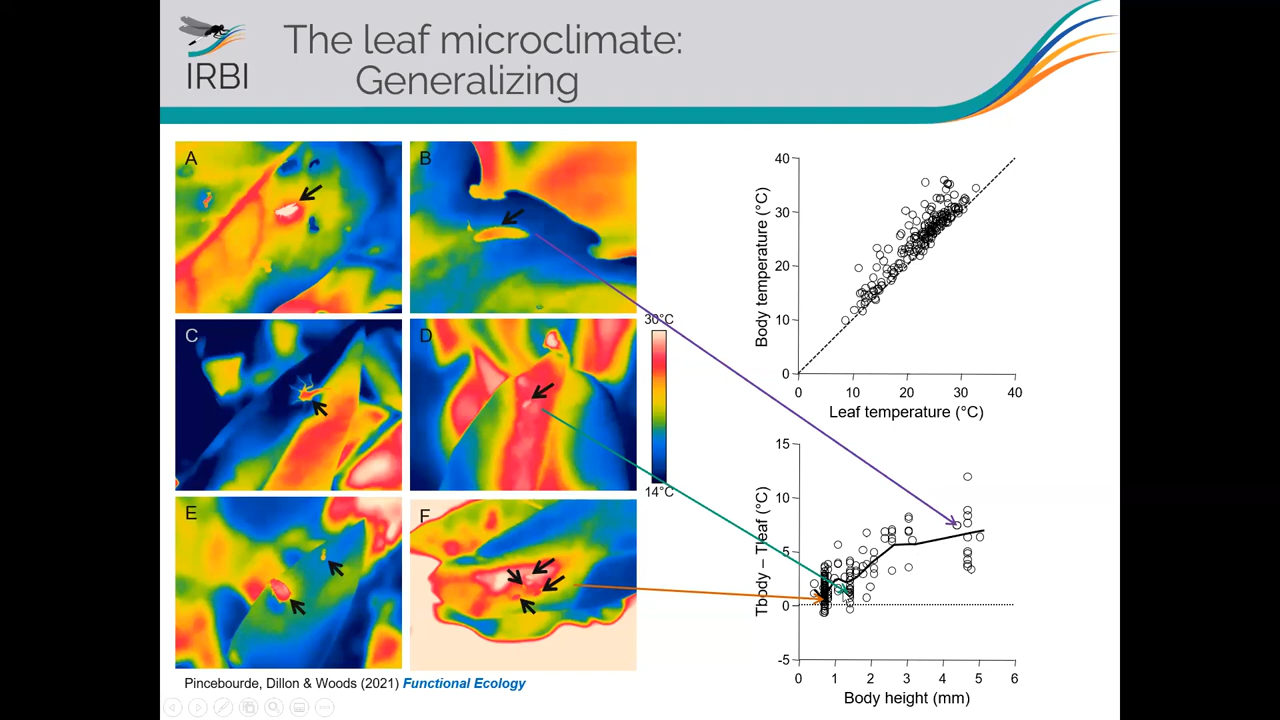 IRBI
The leaf microclimate:
Generalizing
A
B
C
D
E
F
30°C
14°C
Body temperature (°C)
40
30
20
10
0
0 10 20 30 40
Leaf temperature (°C)
Tbody – Tleaf (°C)
15
10
5
0
-5
0 1 2 3 4 5 6
Body height (mm)
Pincebourde, Dillon & Woods (2021) Functional Ecology